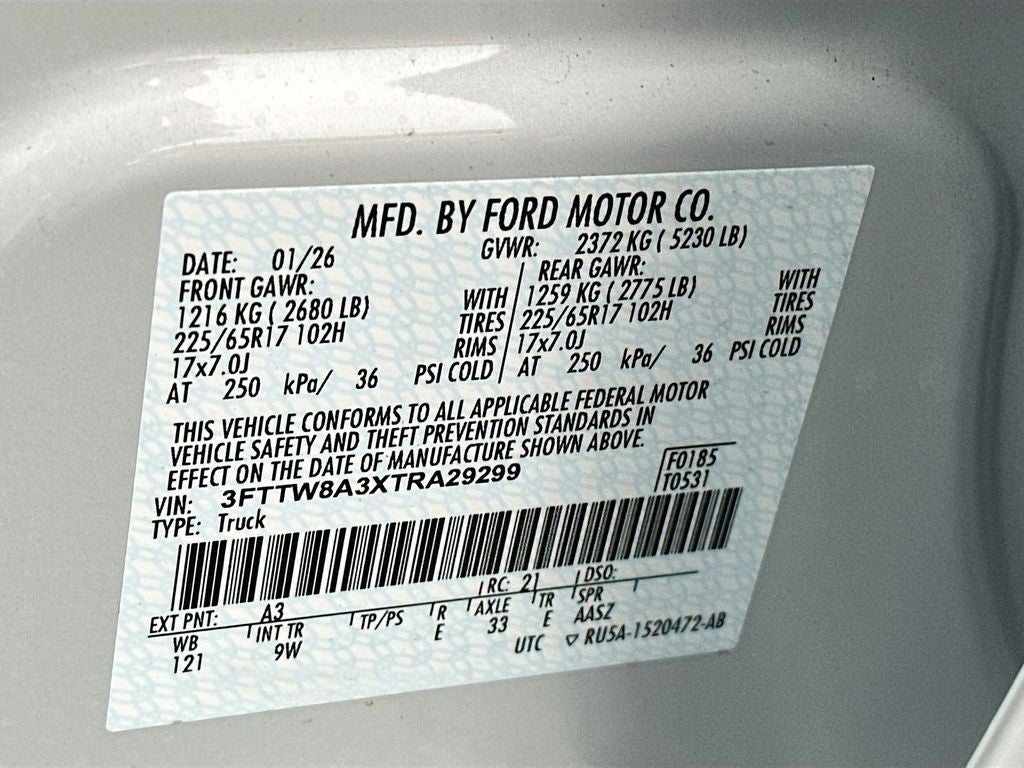 MFD. BY FORD MOTOR CO.
DATE: 01/26 GVWR: 2372 KG ( 5230 LB)
FRONT GAWR: REAR GAWR:
1216 KG ( 2680 LB) WITH 1259 KG ( 2775 LB) WITH
225/65R17 102H TIRES 225/65R17 102H TIRES
17x7.0J RIMS 17x7.0J RIMS
AT 250 kPa/ 36 PSI COLD AT 250 kPa/ 36 PSI COLD
THIS VEHICLE CONFORMS TO ALL APPLICABLE FEDERAL MOTOR
VEHICLE SAFETY AND THEFT PREVENTION STANDARDS IN
EFFECT ON THE DATE OF MANUFACTURE SHOWN ABOVE.
VIN: 3FTTW8A3XTRA29299 F0185
TYPE: Truck T0531
EXT PNT: A3 RC: 21 DSO:
WB INT TR TP/PS R AXLE TR SPR
121 9W E 33 E AASZ
UTC ▽ RU5A-1520472-AB